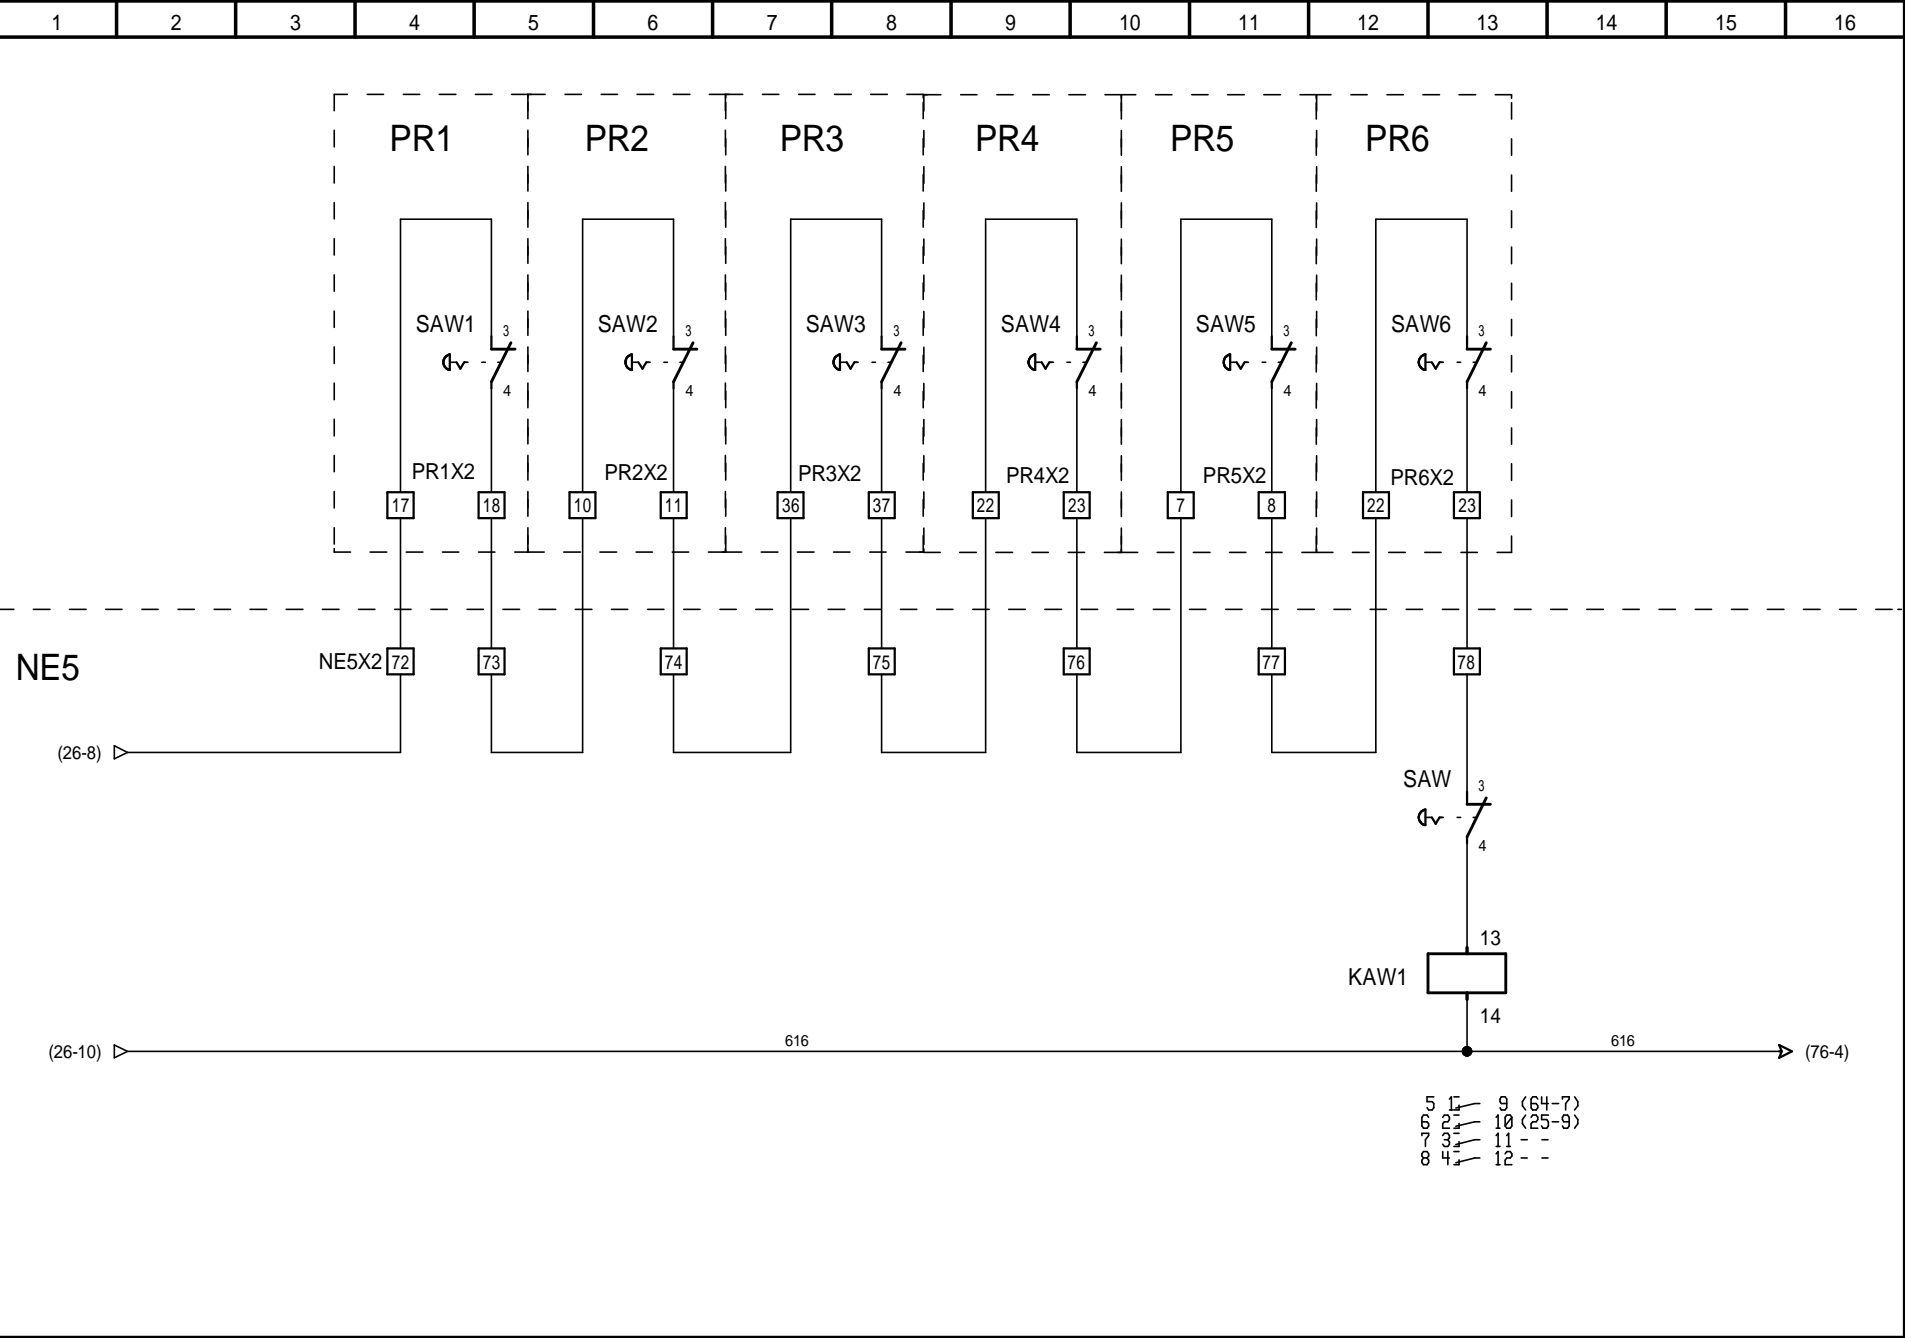 1 2 3 4 5 6 7 8 9 10 11 12 13 14 15 16
PR1 PR2 PR3 PR4 PR5 PR6
SAW1 3 SAW2 3 SAW3 3 SAW4 3 SAW5 3 SAW6 3
4 4 4 4 4 4
PR1X2 PR2X2 PR3X2 PR4X2 PR5X2 PR6X2
17 18 10 11 36 37 22 23 7 8 22 23
NE5 NE5X2 72 73 74 75 76 77 78
(26-8)
SAW 3
4
13
KAW1
14
(26-10) 616 616 (76-4)
5 1 9 (64-7)
6 2 10 (25-9)
7 3 11 - -
8 4 12 - -